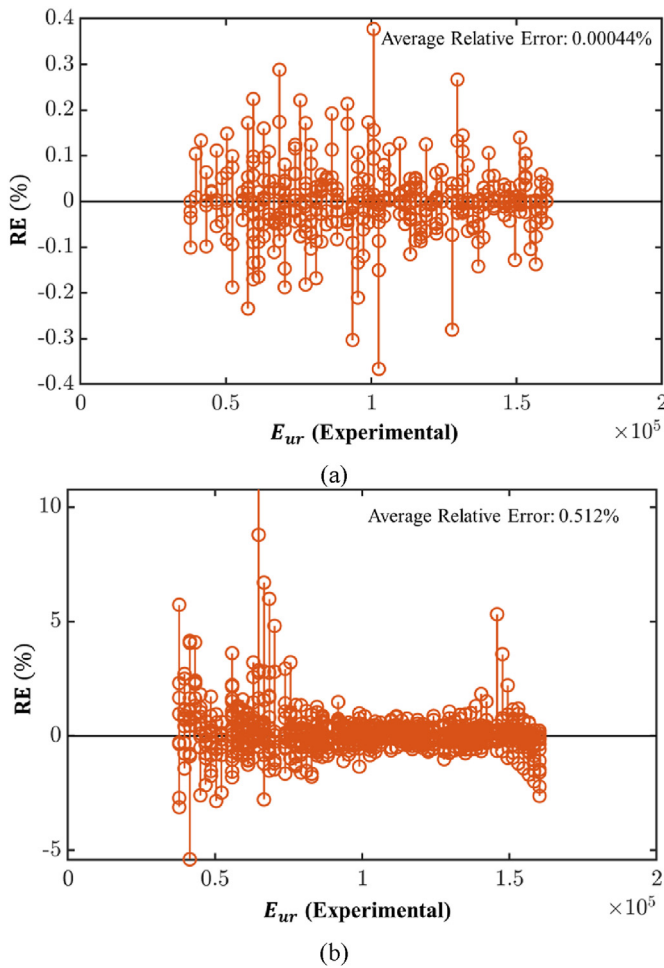 0.4
Average Relative Error: 0.00044%
0.3
0.2
0.1
0
-0.1
-0.2
-0.3
-0.4
RE (%)
0 0.5 1 1.5 2
E_ur (Experimental) ×10^5
(a)
10
Average Relative Error: 0.512%
5
0
-5
RE (%)
0 0.5 1 1.5 2
E_ur (Experimental) ×10^5
(b)